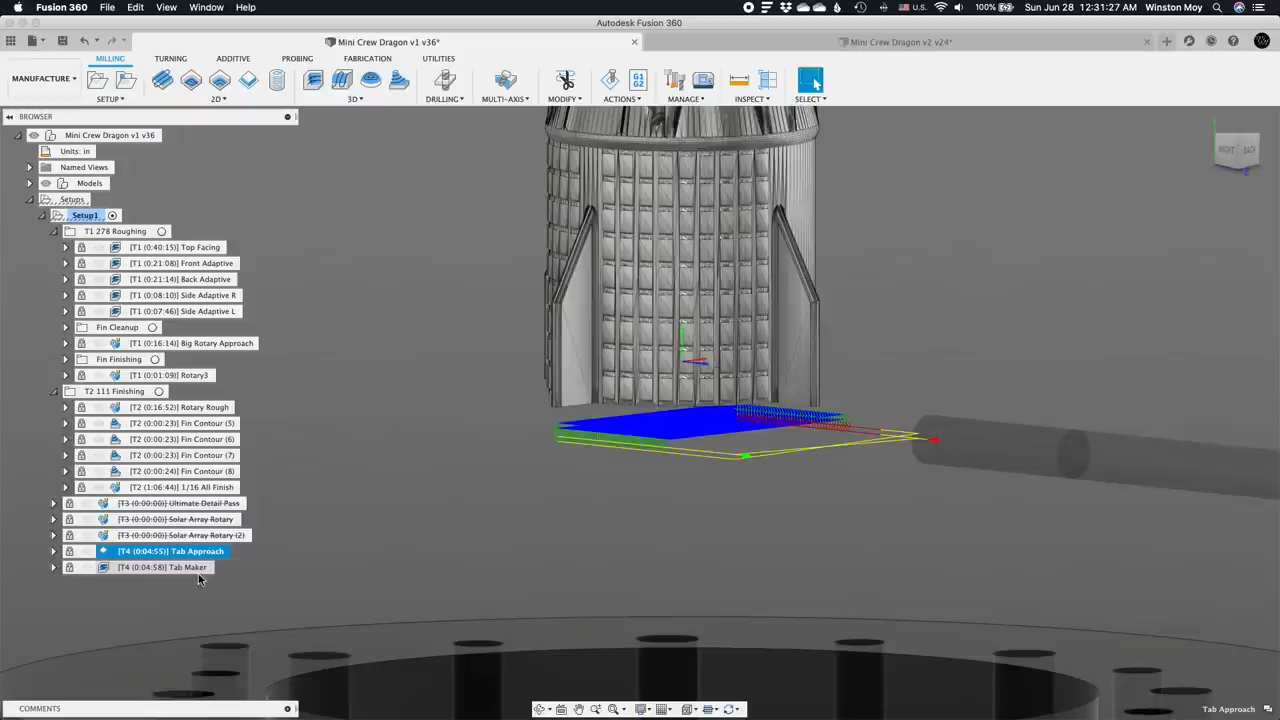 Fusion 360 File Edit View Window Help U.S. 100% Sun Jun 28 12:31:27 AM Winston Moy
Autodesk Fusion 360
Mini Crew Dragon v1 v36* Mini Crew Dragon v2 v24*
MILLING TURNING ADDITIVE PROBING FABRICATION UTILITIES
MANUFACTURE G1 G2
SETUP 2D 3D DRILLING MULTI-AXIS MODIFY ACTIONS MANAGE INSPECT SELECT
BROWSER
Mini Crew Dragon v1 v36
Units: in
Named Views
Models
Setups
Setup1
T1 278 Roughing
[T1 (0:40:15)] Top Facing
[T1 (0:21:08)] Front Adaptive
[T1 (0:21:14)] Back Adaptive
[T1 (0:08:10)] Side Adaptive R
[T1 (0:07:46)] Side Adaptive L
Fin Cleanup
[T1 (0:16:14)] Big Rotary Approach
Fin Finishing
[T1 (0:01:09)] Rotary3
T2 111 Finishing
[T2 (0:16:52)] Rotary Rough
[T2 (0:00:23)] Fin Contour (5)
[T2 (0:00:23)] Fin Contour (6)
[T2 (0:00:23)] Fin Contour (7)
[T2 (0:00:24)] Fin Contour (8)
[T2 (1:06:44)] 1/16 All Finish
[T3 (0:00:00)] Ultimate Detail Pass
[T3 (0:00:00)] Solar Array Rotary
[T3 (0:00:00)] Solar Array Rotary (2)
[T4 (0:04:55)] Tab Approach
[T4 (0:04:58)] Tab Maker
RIGHT BACK
Y
Z
COMMENTS
Tab Approach